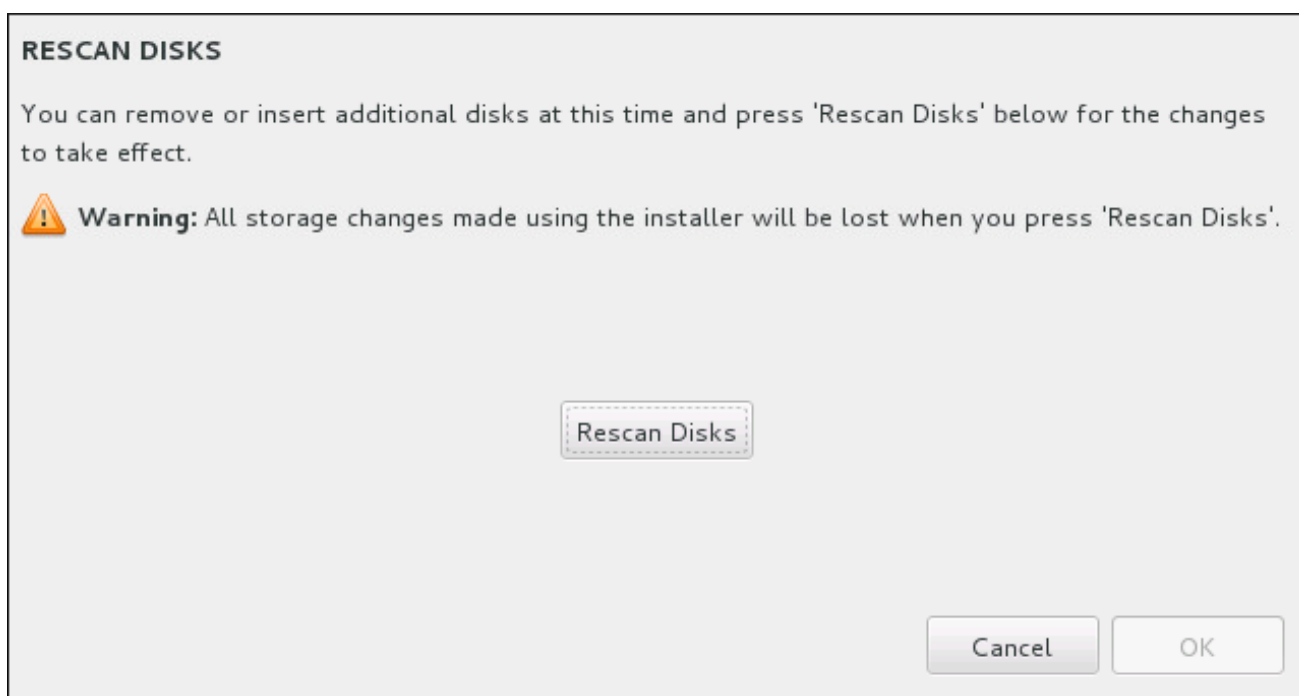 RESCAN DISKS
You can remove or insert additional disks at this time and press 'Rescan Disks' below for the changes
to take effect.
Warning: All storage changes made using the installer will be lost when you press 'Rescan Disks'.
Rescan Disks
Cancel
OK